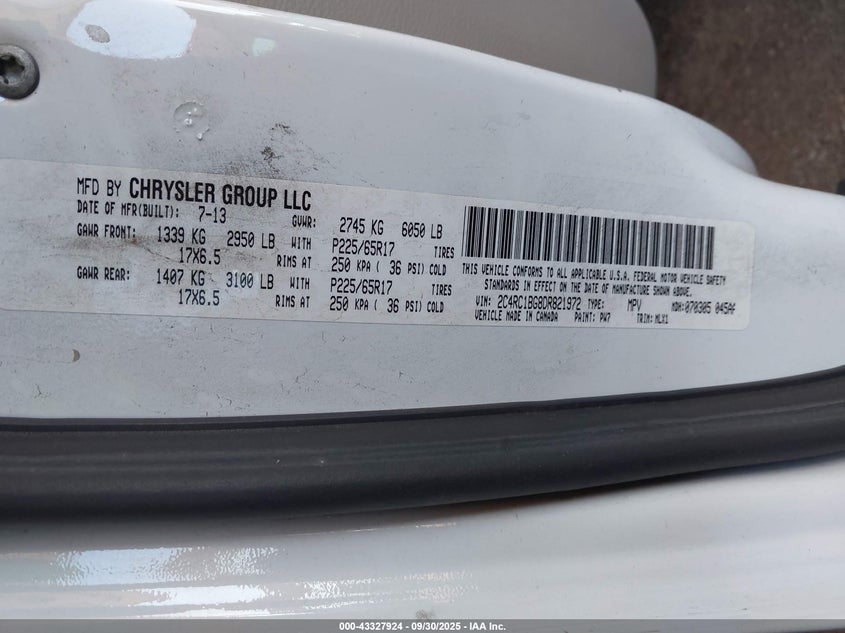 MFD BY CHRYSLER GROUP LLC
DATE OF MFR(BUILT): 7-13 GVWR: 2745 KG 6050 LB
GAWR FRONT: 1339 KG 2950 LB WITH P225/65R17 TIRES
17X6.5 RIMS AT 250 KPA ( 36 PSI) COLD
GAWR REAR: 1407 KG 3100 LB WITH P225/65R17 TIRES
17X6.5 RIMS AT 250 KPA ( 36 PSI) COLD
THIS VEHICLE CONFORMS TO ALL APPLICABLE U.S.A. FEDERAL MOTOR VEHICLE SAFETY
STANDARDS IN EFFECT ON THE DATE OF MANUFACTURE SHOWN ABOVE.
VIN: 2C4RC1BG8DR821972 TYPE: MPV MDH:070305 045AF
VEHICLE MADE IN CANADA PAINT: PW7 TRIM: MLX1
000-43327924 - 09/30/2025 - IAA Inc.